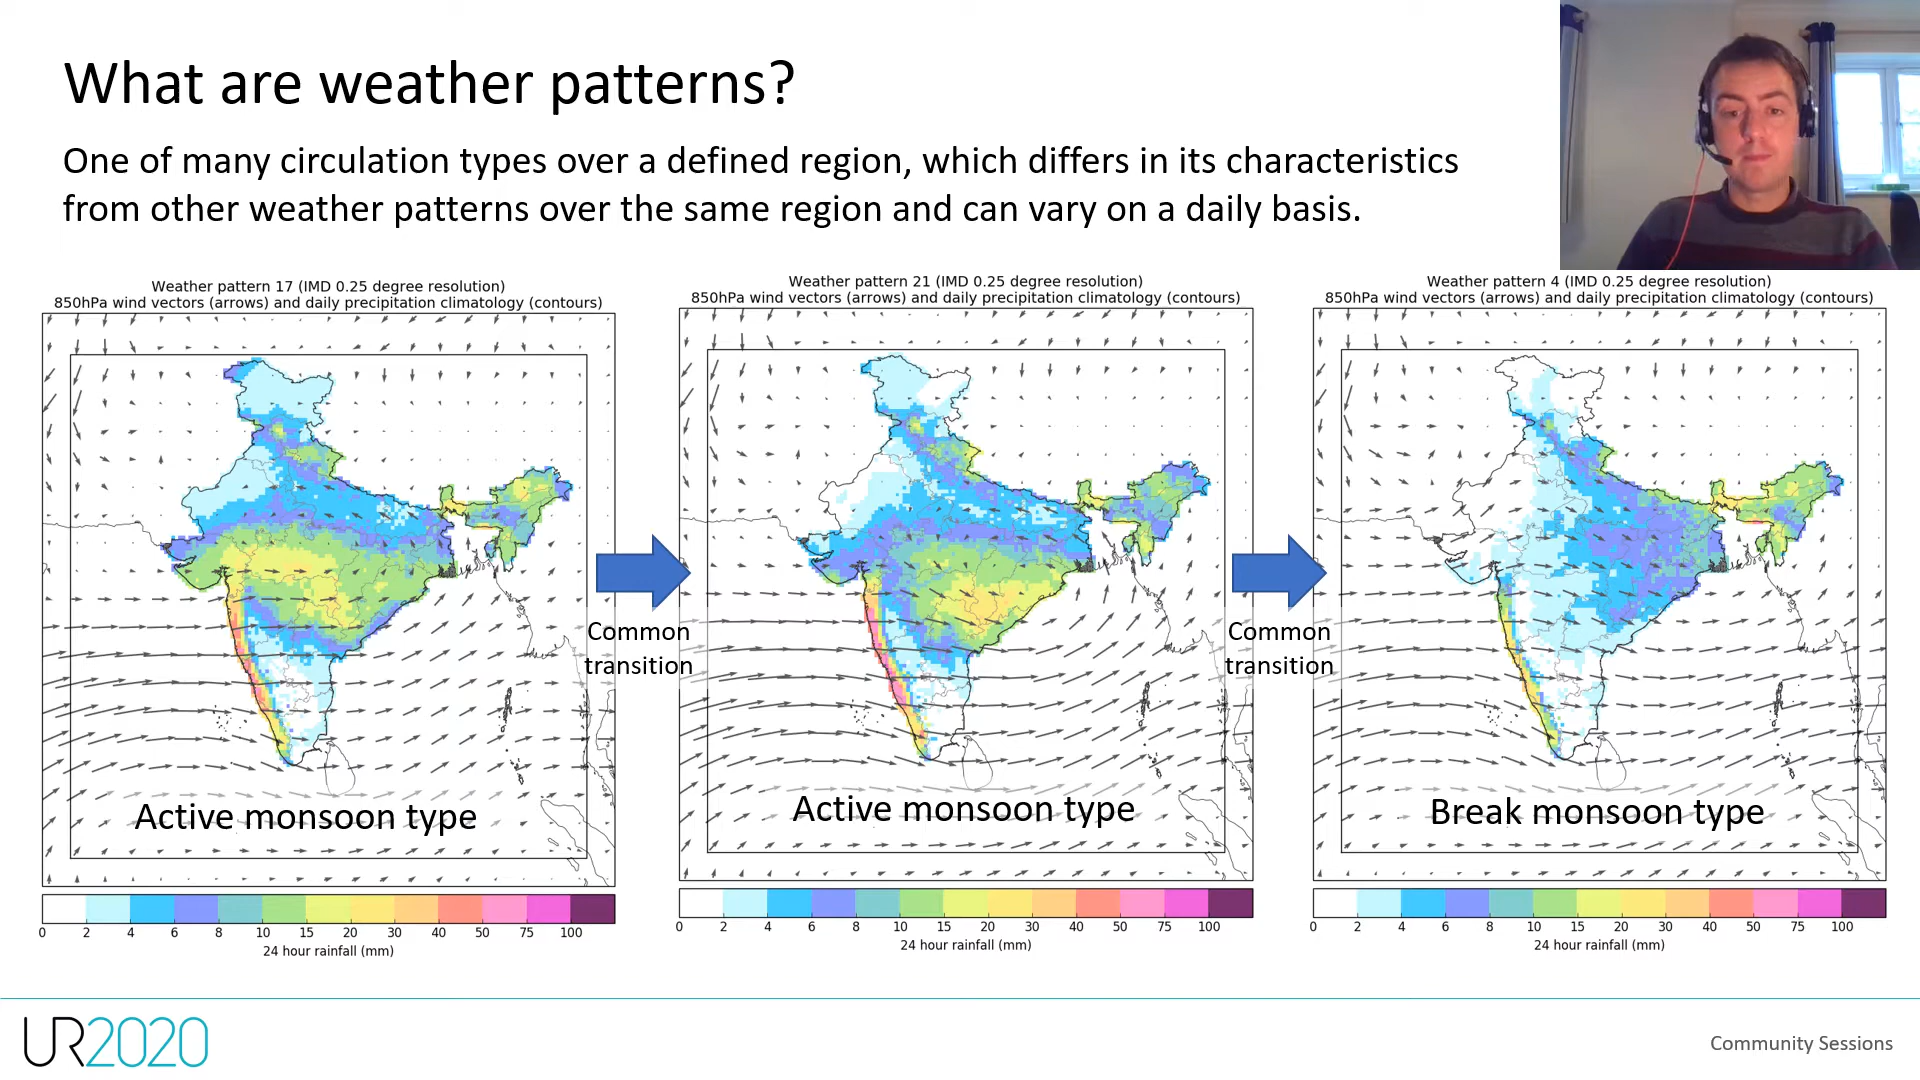 What are weather patterns?
One of many circulation types over a defined region, which differs in its characteristics
from other weather patterns over the same region and can vary on a daily basis.
Weather pattern 17 (IMD 0.25 degree resolution)
850hPa wind vectors (arrows) and daily precipitation climatology (contours)
Active monsoon type
0 2 4 6 8 10 15 20 30 40 50 75 100
24 hour rainfall (mm)
Common
transition
Weather pattern 21 (IMD 0.25 degree resolution)
850hPa wind vectors (arrows) and daily precipitation climatology (contours)
Active monsoon type
0 2 4 6 8 10 15 20 30 40 50 75 100
24 hour rainfall (mm)
Common
transition
Weather pattern 4 (IMD 0.25 degree resolution)
850hPa wind vectors (arrows) and daily precipitation climatology (contours)
Break monsoon type
0 2 4 6 8 10 15 20 30 40 50 75 100
24 hour rainfall (mm)
UR2020
Community Sessions